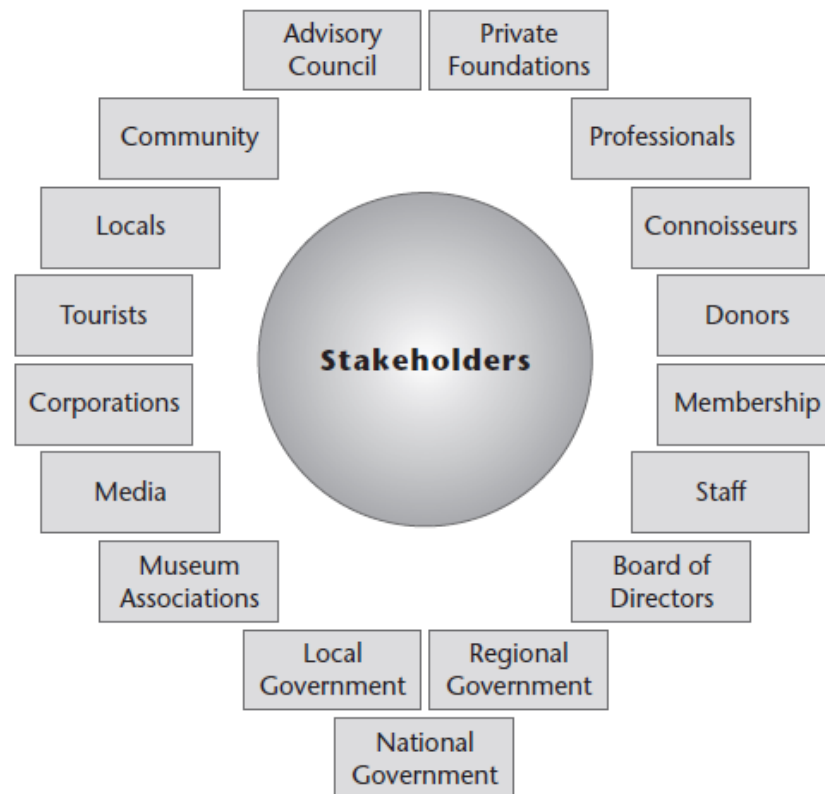 Advisory
Council
Private
Foundations
Community
Professionals
Locals
Connoisseurs
Tourists
Donors
Stakeholders
Corporations
Membership
Media
Staff
Museum
Associations
Board of
Directors
Local
Government
Regional
Government
National
Government